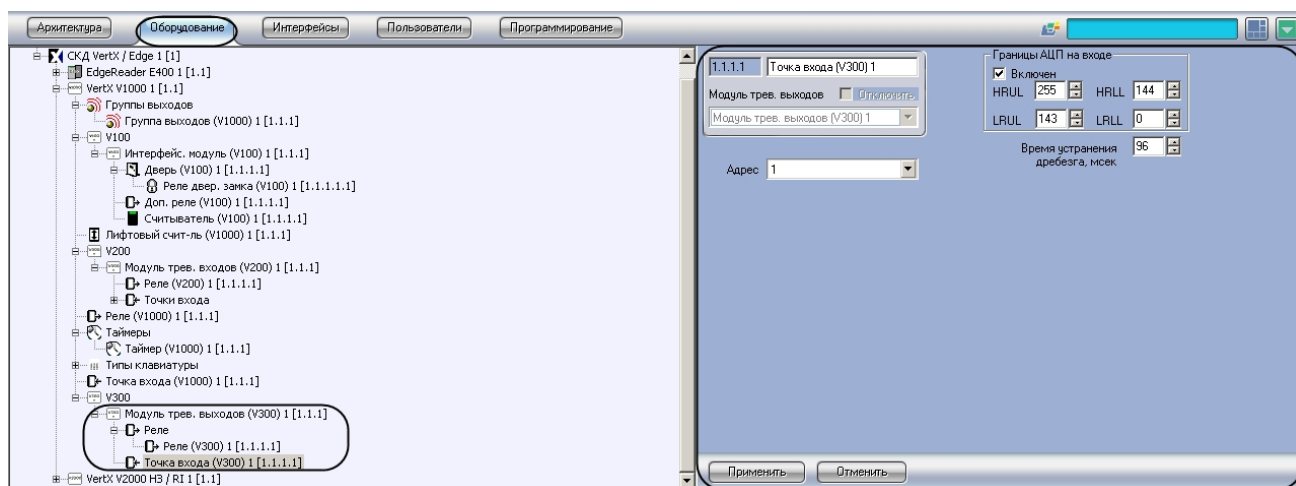 Архитектура Оборудование Интерфейсы Пользователи Программирование
СКД VertX / Edge 1 [1]
EdgeReader E400 1 [1.1]
VertX V1000 1 [1.1]
Группы выходов
Группа выходов (V1000) 1 [1.1.1]
V100
Интерфейс. модуль (V100) 1 [1.1.1]
Дверь (V100) 1 [1.1.1.1]
Реле двер. замка (V100) 1 [1.1.1.1.1]
Доп. реле (V100) 1 [1.1.1.1]
Считыватель (V100) 1 [1.1.1.1]
Лифтовый счит-ль (V1000) 1 [1.1.1]
V200
Модуль трев. входов (V200) 1 [1.1.1]
Реле (V200) 1 [1.1.1.1]
Точки входа
Реле (V1000) 1 [1.1.1]
Таймеры
Таймер (V1000) 1 [1.1.1]
Типы клавиатуры
Точка входа (V1000) 1 [1.1.1]
V300
Модуль трев. выходов (V300) 1 [1.1.1]
Реле
Реле (V300) 1 [1.1.1.1]
Точка входа (V300) 1 [1.1.1.1]
VertX V2000 H3 / RI 1 [1.1]
1.1.1.1 Точка входа (V300) 1
Модуль трев. выходов Отключить
Модуль трев. выходов (V300) 1
Адрес 1
Границы АЦП на входе
Включен
HRUL 255 HRLL 144
LRUL 143 LRLL 0
Время устранения 96
дребезга, мсек
Применить Отменить